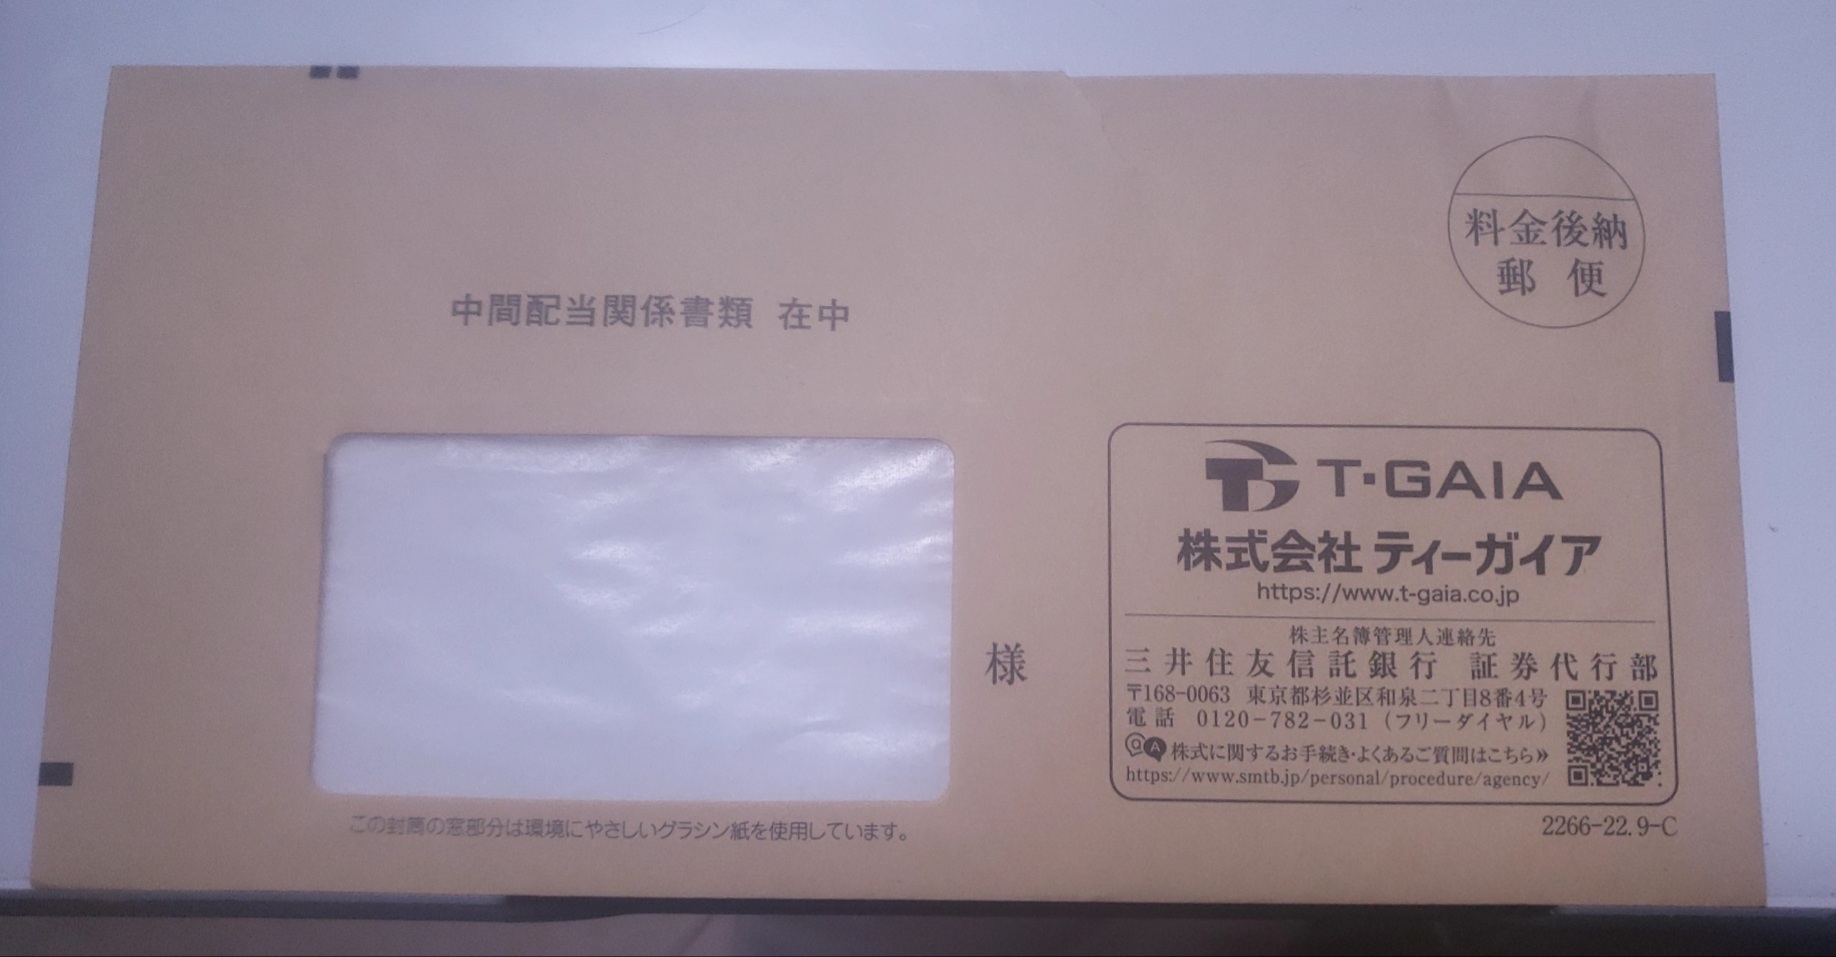 料金後納
郵便
中間配当関係書類 在中
様
T・GAIA
株式会社 ティーガイア
https://www.t-gaia.co.jp
株主名簿管理人連絡先
三井住友信託銀行 証券代行部
〒168-0063 東京都杉並区和泉二丁目8番4号
電話 0120-782-031 (フリーダイヤル)
Q A 株式に関するお手続き・よくあるご質問はこちら»
https://www.smtb.jp/personal/procedure/agency/
この封筒の窓部分は環境にやさしいグラシン紙を使用しています。
2266-22.9-C